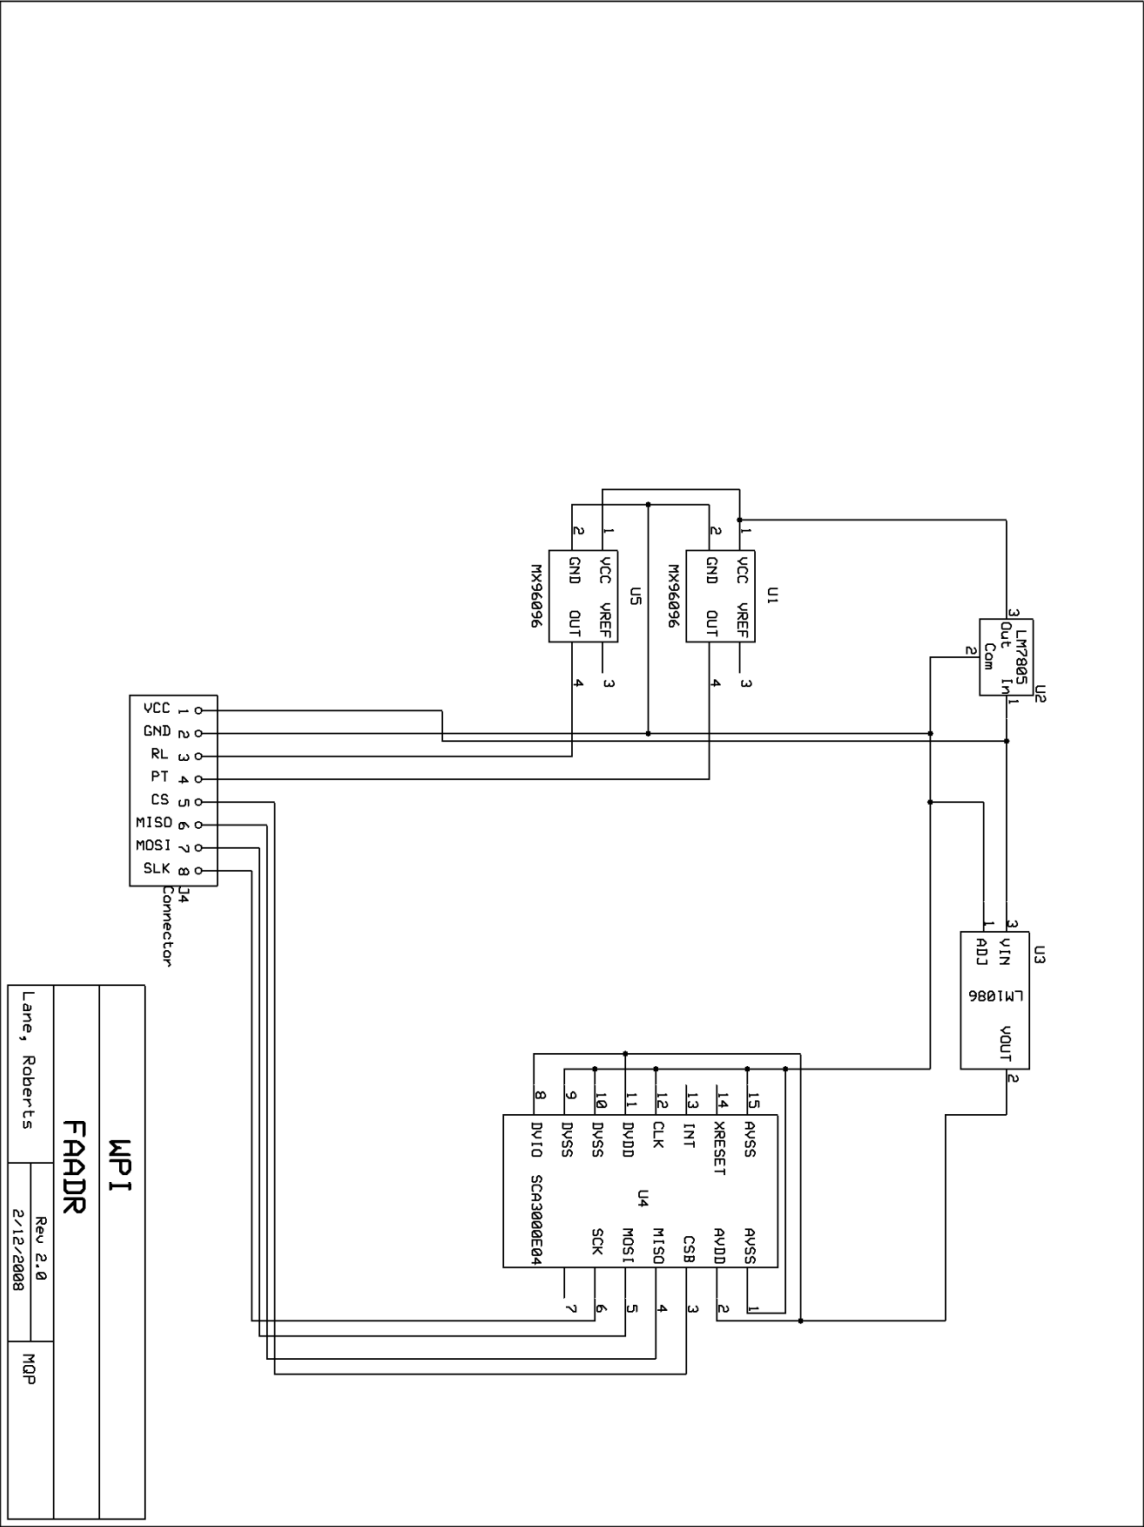 U1
1
VCC VREF
3
2
GND OUT
4
MX96096
U5
1
VCC VREF
3
2
GND OUT
4
MX96096
U2
LM7805
3
Out In
1
Com
2
U3
3
VIN VOUT
2
1
ADJ
LM1086
J4
VCC 1
GND 2
RL 3
PT 4
CS 5
MISO 6
MOSI 7
SLK 8
Connector
15
AVSS AVSS
1
14
XRESET AVDD
2
13
INT CSB
3
12
CLK MISO
4
U4
11
DVDD MOSI
5
10
DVSS SCK
6
9
DVSS
7
8
DVIO
SCA3000E04
WPI
FAADR
Lane, Roberts
Rev 2.0
2/12/2008
MQP